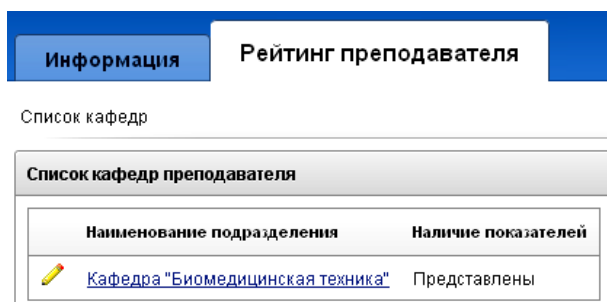 Информация Рейтинг преподавателя
Список кафедр
Список кафедр преподавателя
Наименование подразделения Наличие показателей
Кафедра "Биомедицинская техника" Представлены